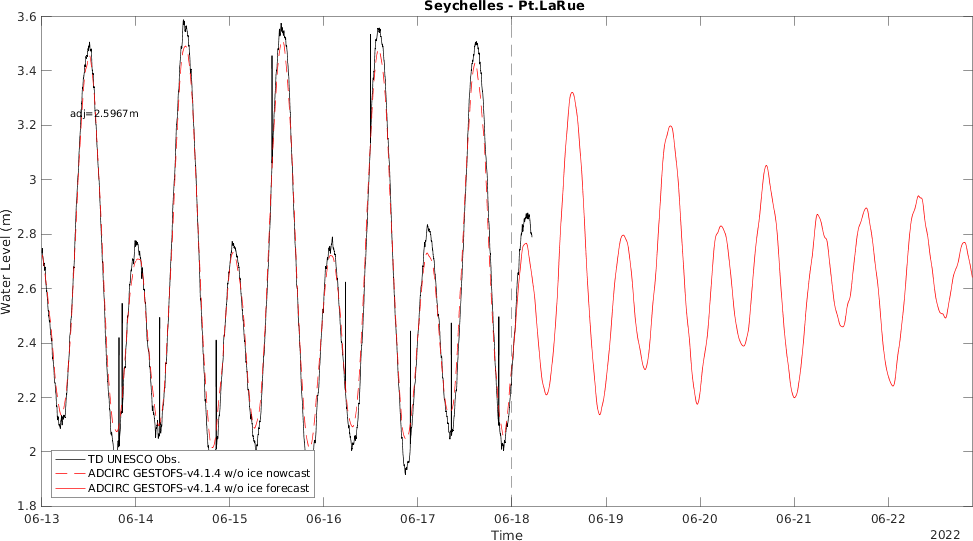 Seychelles - Pt.LaRue
3.6
3.4
3.2
3
2.8
2.6
2.4
2.2
2
1.8
Water Level (m)
adj=2.5967m
TD UNESCO Obs.
ADCIRC GESTOFS-v4.1.4 w/o ice nowcast
ADCIRC GESTOFS-v4.1.4 w/o ice forecast
06-13 06-14 06-15 06-16 06-17 06-18 06-19 06-20 06-21 06-22
Time
2022